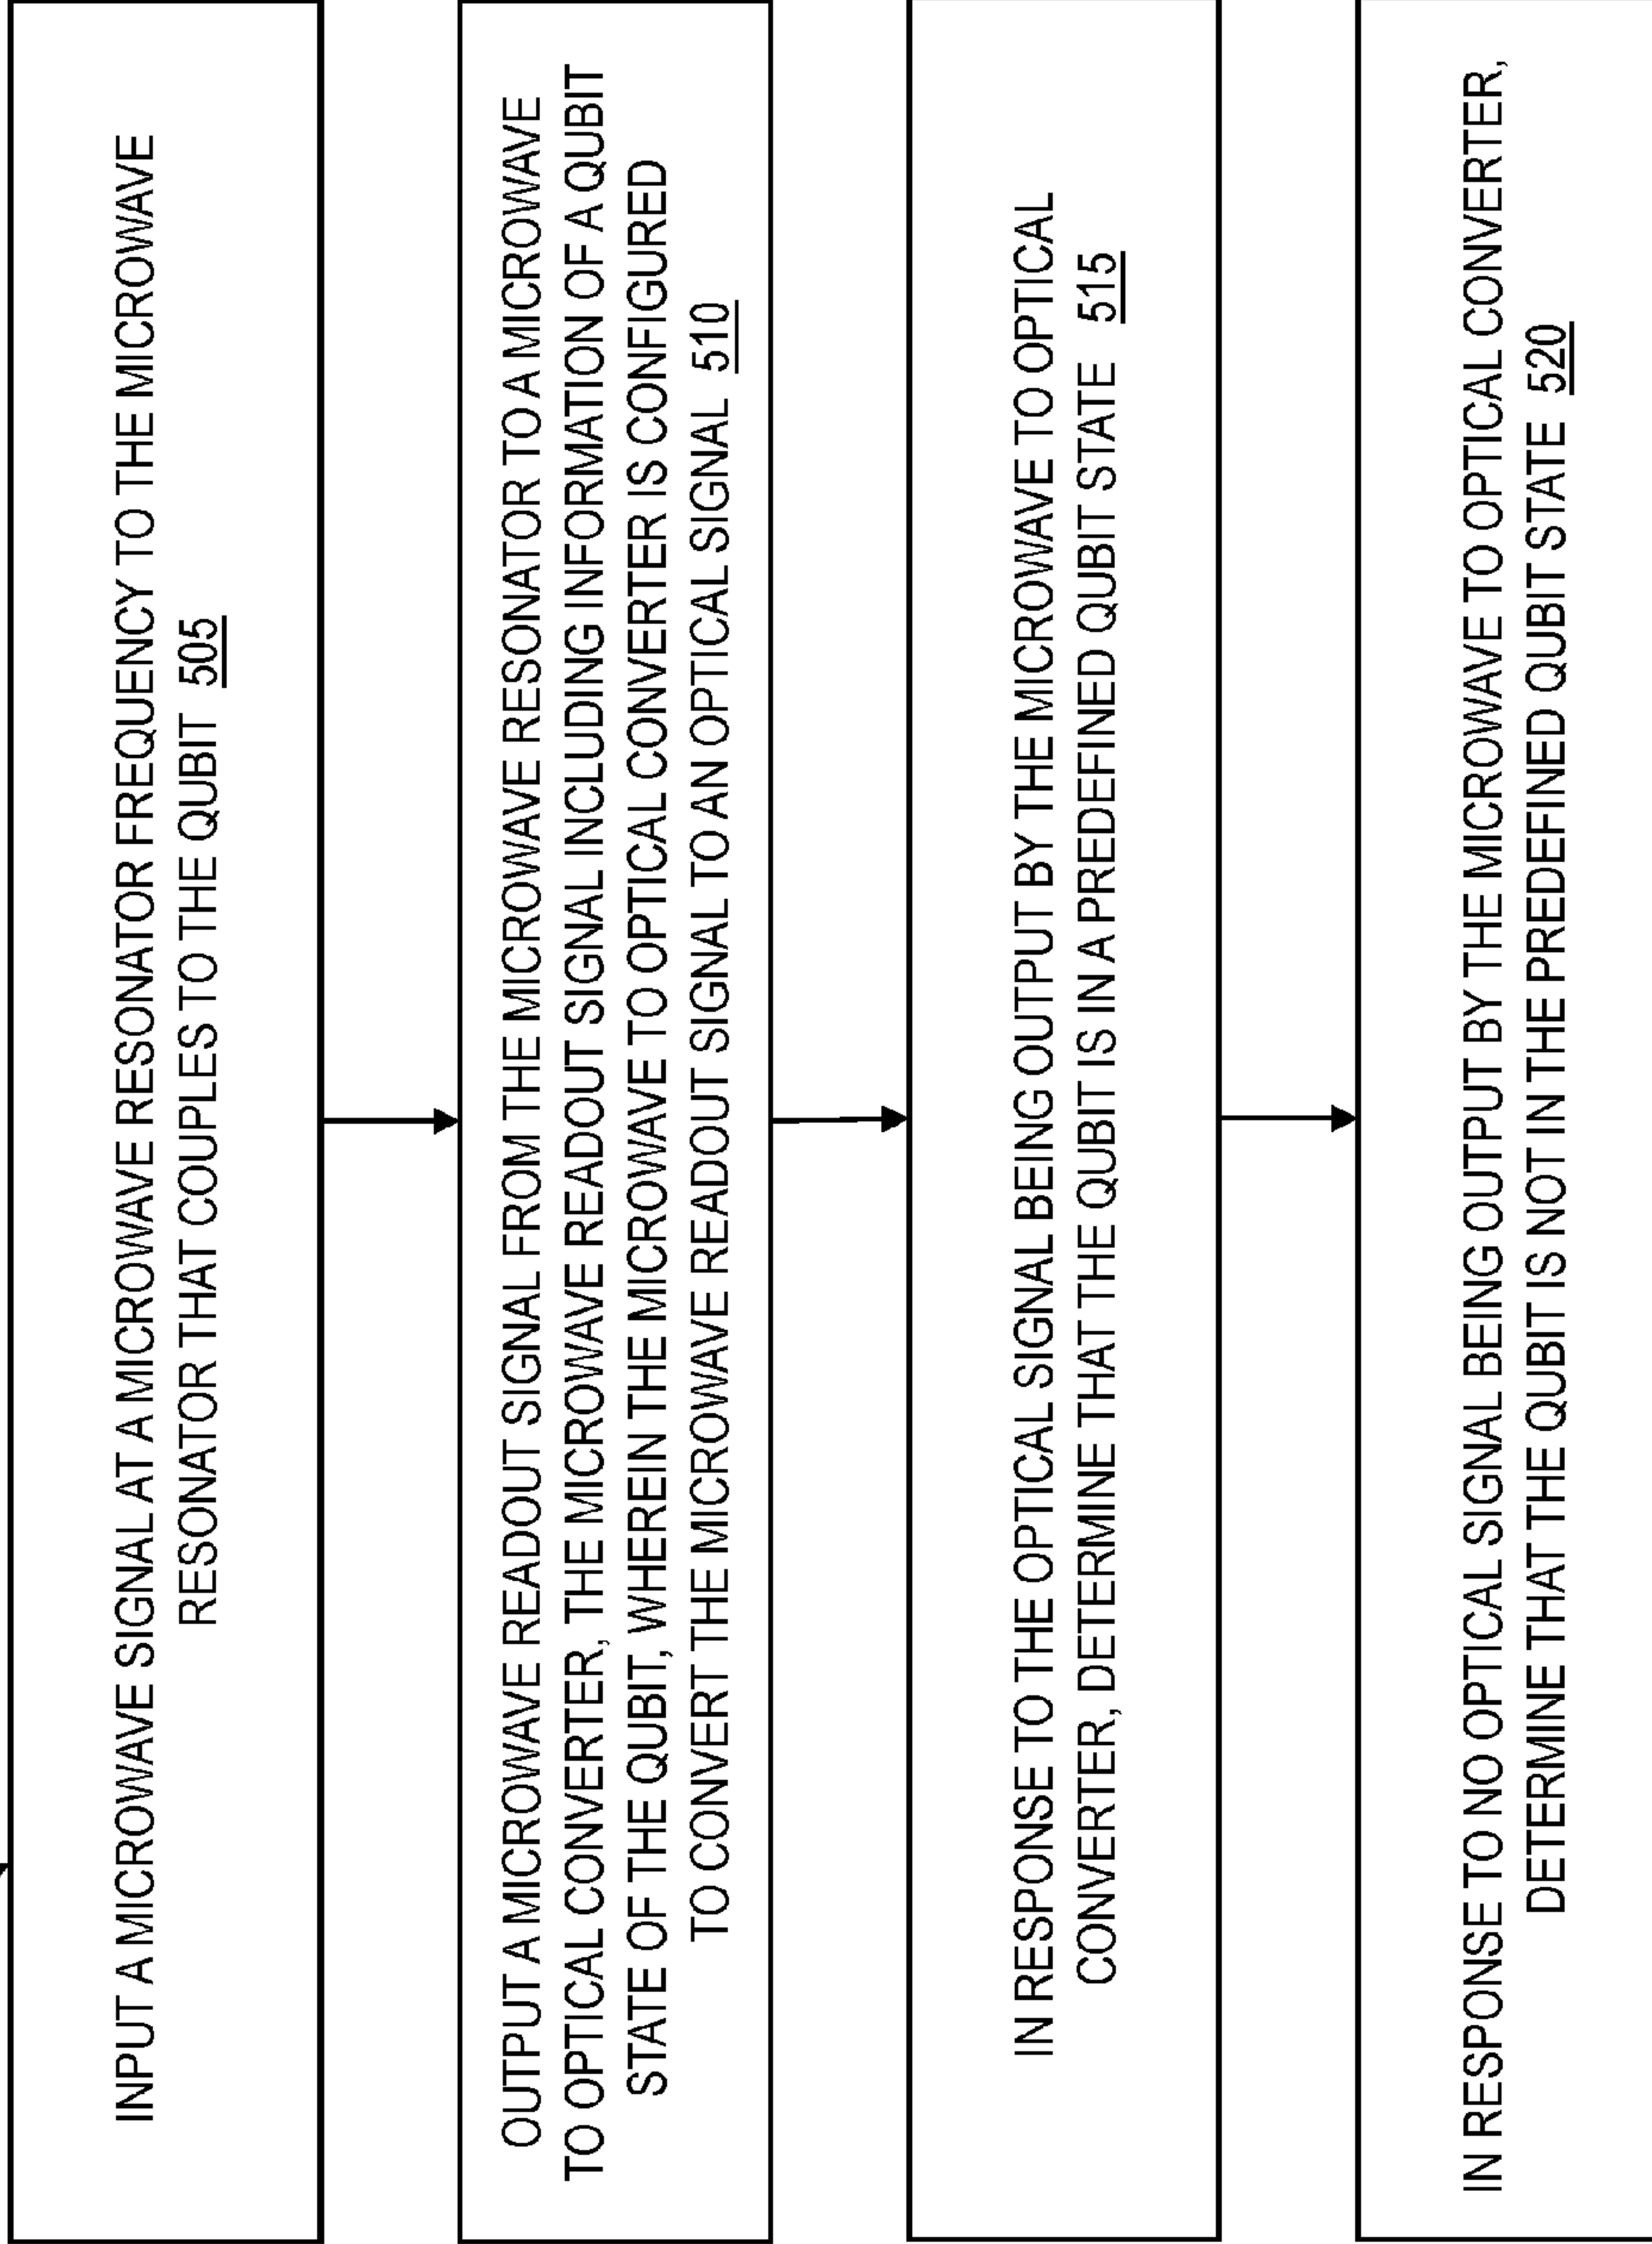 INPUT A MICROWAVE SIGNAL AT A MICROWAVE RESONATOR FREQUENCY TO THE MICROWAVE
RESONATOR THAT COUPLES TO THE QUBIT 505
OUTPUT A MICROWAVE READOUT SIGNAL FROM THE MICROWAVE RESONATOR TO A MICROWAVE
TO OPTICAL CONVERTER, THE MICROWAVE READOUT SIGNAL INCLUDING INFORMATION OF A QUBIT
STATE OF THE QUBIT, WHEREIN THE MICROWAVE TO OPTICAL CONVERTER IS CONFIGURED
TO CONVERT THE MICROWAVE READOUT SIGNAL TO AN OPTICAL SIGNAL 510
IN RESPONSE TO THE OPTICAL SIGNAL BEING OUTPUT BY THE MICROWAVE TO OPTICAL
CONVERTER, DETERMINE THAT THE QUBIT IS IN A PREDEFINED QUBIT STATE 515
IN RESPONSE TO NO OPTICAL SIGNAL BEING OUTPUT BY THE MICROWAVE TO OPTICAL CONVERTER,
DETERMINE THAT THE QUBIT IS NOT IN THE PREDEFINED QUBIT STATE 520